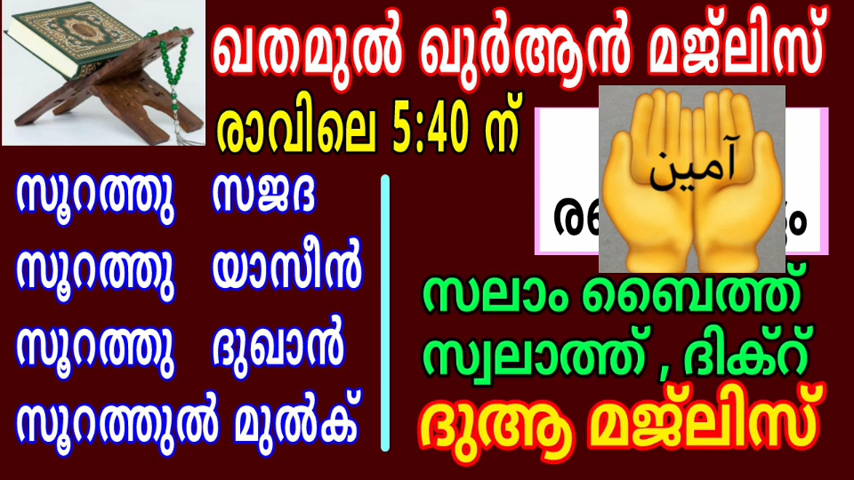 ഖതമുൽ ഖുർആൻ മജ്ലിസ്
രാവിലെ 5:40 ന്
آمين
സൂറത്തു സജദ
സൂറത്തു യാസീൻ
സൂറത്തു ദുഖാൻ
സൂറത്തുൽ മുൽക്
സലാം ബൈത്ത്
സ്വലാത്ത് , ദിക്റ്
ദുആ മജ്ലിസ്